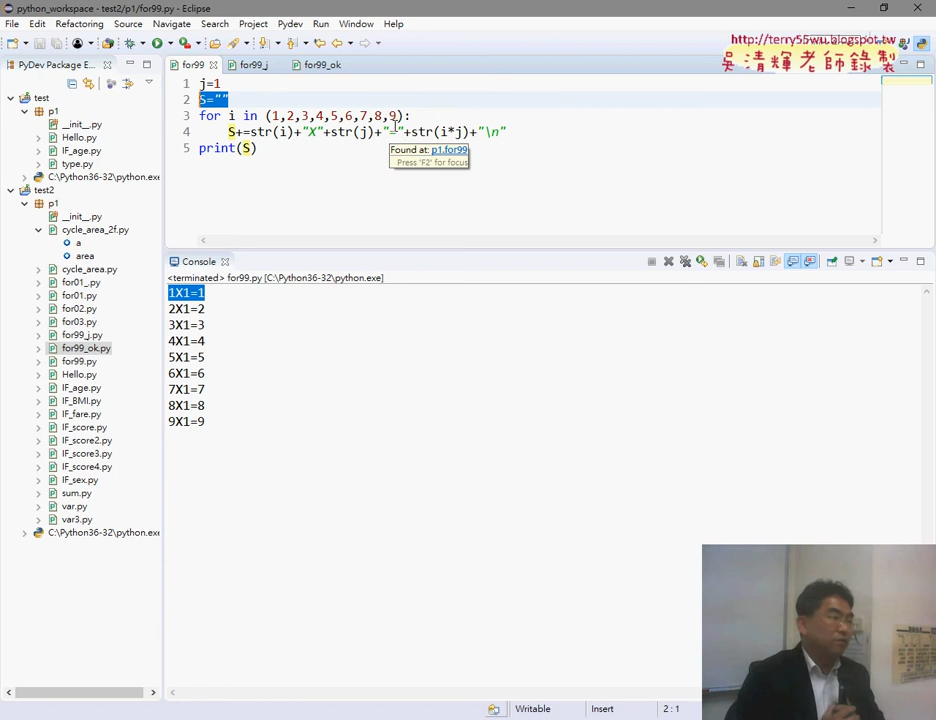 python_workspace - test2/p1/for99.py - Eclipse
File Edit Refactoring Source Navigate Search Project Pydev Run Window Help
http://terry55wu.blogspot.tw
吳清輝老師錄製
PyDev Package E...
for99 for99_j for99_ok
test
p1
__init__.py
Hello.py
IF_age.py
type.py
C:\Python36-32\python.exe
test2
p1
__init__.py
cycle_area_2f.py
a
area
cycle_area.py
for01_.py
for01.py
for02.py
for03.py
for99_j.py
for99_ok.py
for99.py
Hello.py
IF_age.py
IF_BMI.py
IF_fare.py
IF_score.py
IF_score2.py
IF_score3.py
IF_score4.py
IF_sex.py
sum.py
var.py
var3.py
C:\Python36-32\python.exe
1 j=1
2 S=""
3 for i in (1,2,3,4,5,6,7,8,9):
4 S+=str(i)+"X"+str(j)+"="+str(i*j)+"\n"
5 print(S)
Found at: p1.for99
Press 'F2' for focus
Console
<terminated> for99.py [C:\Python36-32\python.exe]
1X1=1
2X1=2
3X1=3
4X1=4
5X1=5
6X1=6
7X1=7
8X1=8
9X1=9
Writable Insert 2 : 1